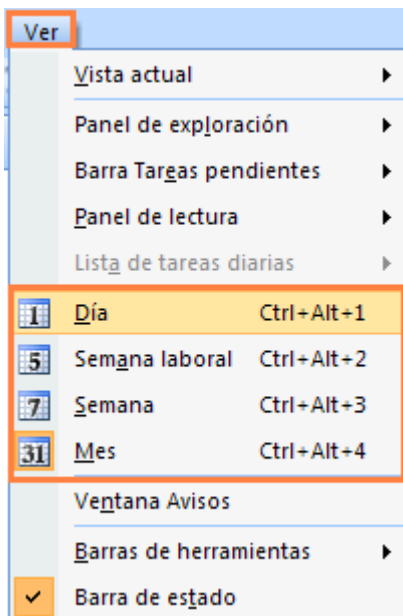 Ver
Vista actual
Panel de exploración
Barra Tareas pendientes
Panel de lectura
Lista de tareas diarias
1 Día Ctrl+Alt+1
5 Semana laboral Ctrl+Alt+2
7 Semana Ctrl+Alt+3
31 Mes Ctrl+Alt+4
Ventana Avisos
Barras de herramientas
Barra de estado